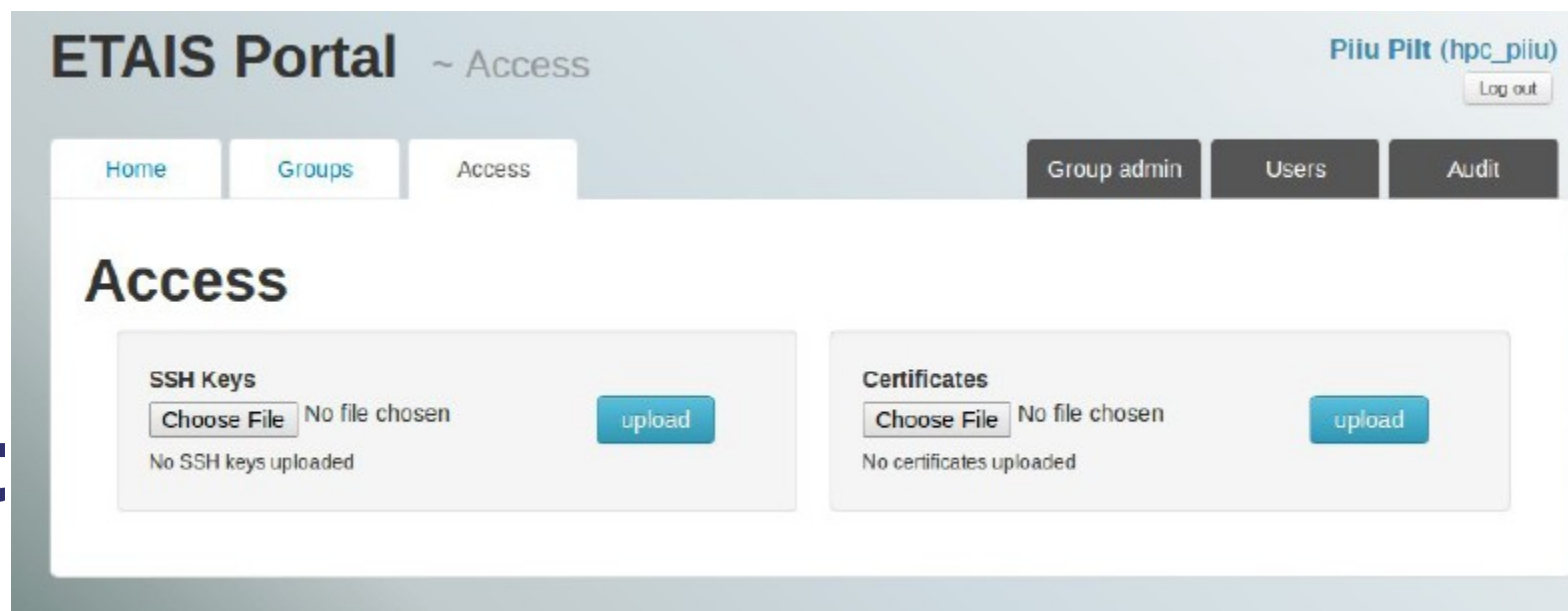 ETAIS Portal ~ Access
Piiu Pilt (hpc_piiu)
Log out
Home Groups Access Group admin Users Audit
Access
SSH Keys
Choose File No file chosen upload
No SSH keys uploaded
Certificates
Choose File No file chosen upload
No certificates uploaded